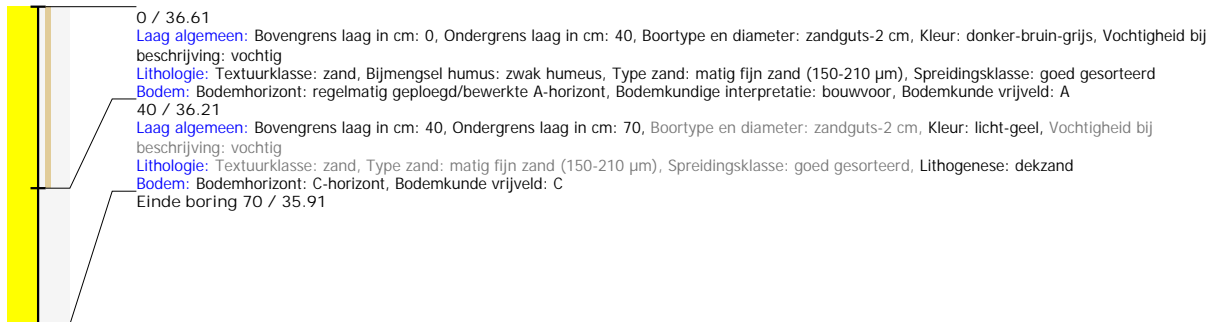 0 / 36.61
Laag algemeen: Bovengrens laag in cm: 0, Ondergrens laag in cm: 40, Boortype en diameter: zandguts-2 cm, Kleur: donker-bruin-grijs, Vochtigheid bij
beschrijving: vochtig
Lithologie: Textuurklasse: zand, Bijmengsel humus: zwak humeus, Type zand: matig fijn zand (150-210 µm), Spreidingsklasse: goed gesorteerd
Bodem: Bodemhorizont: regelmatig geploegd/bewerkte A-horizont, Bodemkundige interpretatie: bouwvoor, Bodemkunde vrijveld: A
40 / 36.21
Laag algemeen: Bovengrens laag in cm: 40, Ondergrens laag in cm: 70, Boortype en diameter: zandguts-2 cm, Kleur: licht-geel, Vochtigheid bij
beschrijving: vochtig
Lithologie: Textuurklasse: zand, Type zand: matig fijn zand (150-210 µm), Spreidingsklasse: goed gesorteerd, Lithogenese: dekzand
Bodem: Bodemhorizont: C-horizont, Bodemkunde vrijveld: C
Einde boring 70 / 35.91